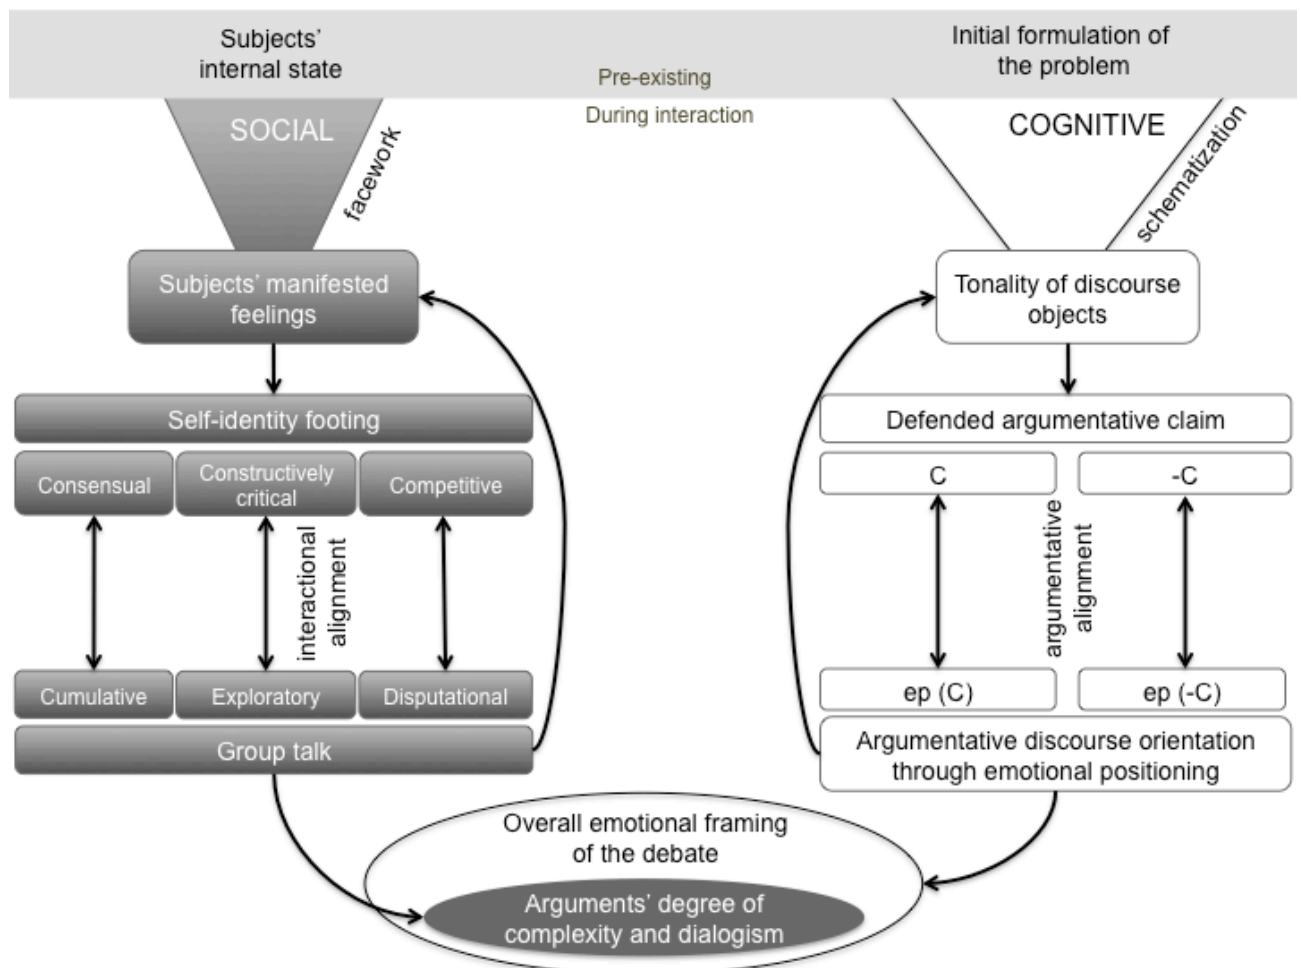 Subjects'
internal state
Initial formulation of
the problem
Pre-existing
During interaction
SOCIAL
facework
COGNITIVE
schematization
Subjects' manifested
feelings
Tonality of discourse
objects
Self-identity footing
Defended argumentative claim
Consensual
Constructively
critical
Competitive
C
-C
interactional
alignment
argumentative
alignment
Cumulative
Exploratory
Disputational
ep (C)
ep (-C)
Group talk
Argumentative discourse orientation
through emotional positioning
Overall emotional framing
of the debate
Arguments' degree of
complexity and dialogism